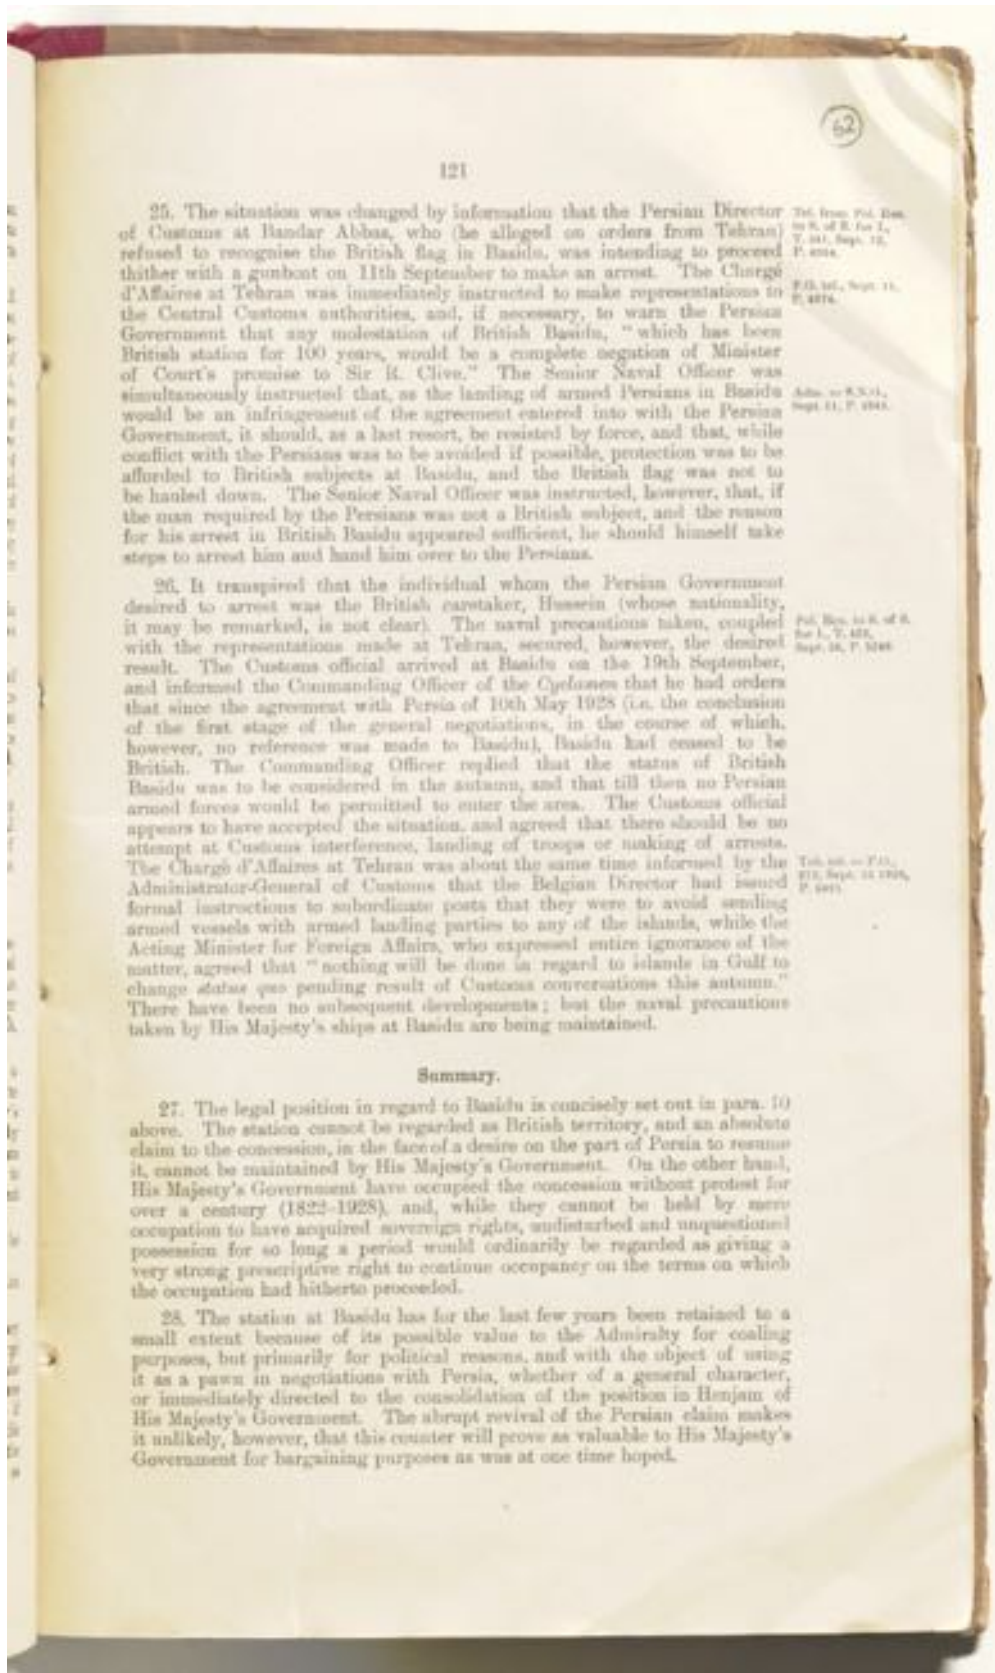 62
121
25. The situation was changed by information that the Persian Director
of Customs at Bandar Abbas, who (he alleged on orders from Tehran)
refused to recognise the British flag in Basidu, was intending to proceed
thither with a gunboat on 11th September to make an arrest. The Chargé
d'Affaires at Tehran was immediately instructed to make representations to
the Central Customs authorities, and, if necessary, to warn the Persian
Government that any molestation of British Basidu, "which has been
British station for 100 years, would be a complete negation of Minister
of Court's promise to Sir R. Clive." The Senior Naval Officer was
simultaneously instructed that, as the landing of armed Persians in Basidu
would be an infringement of the agreement entered into with the Persian
Government, it should, as a last resort, be resisted by force, and that, while
conflict with the Persians was to be avoided if possible, protection was to be
afforded to British subjects at Basidu, and the British flag was not to
be hauled down. The Senior Naval Officer was instructed, however, that, if
the man required by the Persians was not a British subject, and the reason
for his arrest in British Basidu appeared sufficient, he should himself take
steps to arrest him and hand him over to the Persians.
Tel. from Pol. Res.
to S. of S. for I.,
Sept. 12,
F.O. tel., Sept. 11,
Adm. to S.N.O.,
Sept. 11,
26. It transpired that the individual whom the Persian Government
desired to arrest was the British caretaker, Hussein (whose nationality,
it may be remarked, is not clear). The naval precautions taken, coupled
with the representations made at Tehran, secured, however, the desired
result. The Customs official arrived at Basidu on the 19th September,
and informed the Commanding Officer of the Cyclamen that he had orders
that since the agreement with Persia of 10th May 1928 (i.e. the conclusion
of the first stage of the general negotiations, in the course of which,
however, no reference was made to Basidu), Basidu had ceased to be
British. The Commanding Officer replied that the status of British
Basidu was to be considered in the autumn, and that till then no Persian
armed forces would be permitted to enter the area. The Customs official
appears to have accepted the situation, and agreed that there should be no
attempt at Customs interference, landing of troops or making of arrests.
The Chargé d'Affaires at Tehran was about the same time informed by the
Administrator-General of Customs that the Belgian Director had issued
formal instructions to subordinate posts that they were to avoid sending
armed vessels with armed landing parties to any of the islands, while the
Acting Minister for Foreign Affairs, who expressed entire ignorance of the
matter, agreed that "nothing will be done in regard to islands in Gulf to
change status quo pending result of Customs conversations this autumn."
There have been no subsequent developments; but the naval precautions
taken by His Majesty's ships at Basidu are being maintained.
Pol. Res. to S. of S.
for I.,
Sept.
Teh. tel. to F.O.,
Sept.
Summary.
27. The legal position in regard to Basidu is concisely set out in para. 10
above. The station cannot be regarded as British territory, and an absolute
claim to the concession, in the face of a desire on the part of Persia to resume
it, cannot be maintained by His Majesty's Government. On the other hand,
His Majesty's Government have occupied the concession without protest for
over a century (1822–1928), and, while they cannot be held by mere
occupation to have acquired sovereign rights, undisturbed and unquestioned
possession for so long a period would ordinarily be regarded as giving a
very strong prescriptive right to continue occupancy on the terms on which
the occupation had hitherto proceeded.
28. The station at Basidu has for the last few years been retained to a
small extent because of its possible value to the Admiralty for coaling
purposes, but primarily for political reasons, and with the object of using
it as a pawn in negotiations with Persia, whether of a general character,
or immediately directed to the consolidation of the position in Henjam of
His Majesty's Government. The abrupt revival of the Persian claim makes
it unlikely, however, that this counter will prove as valuable to His Majesty's
Government for bargaining purposes as was at one time hoped.